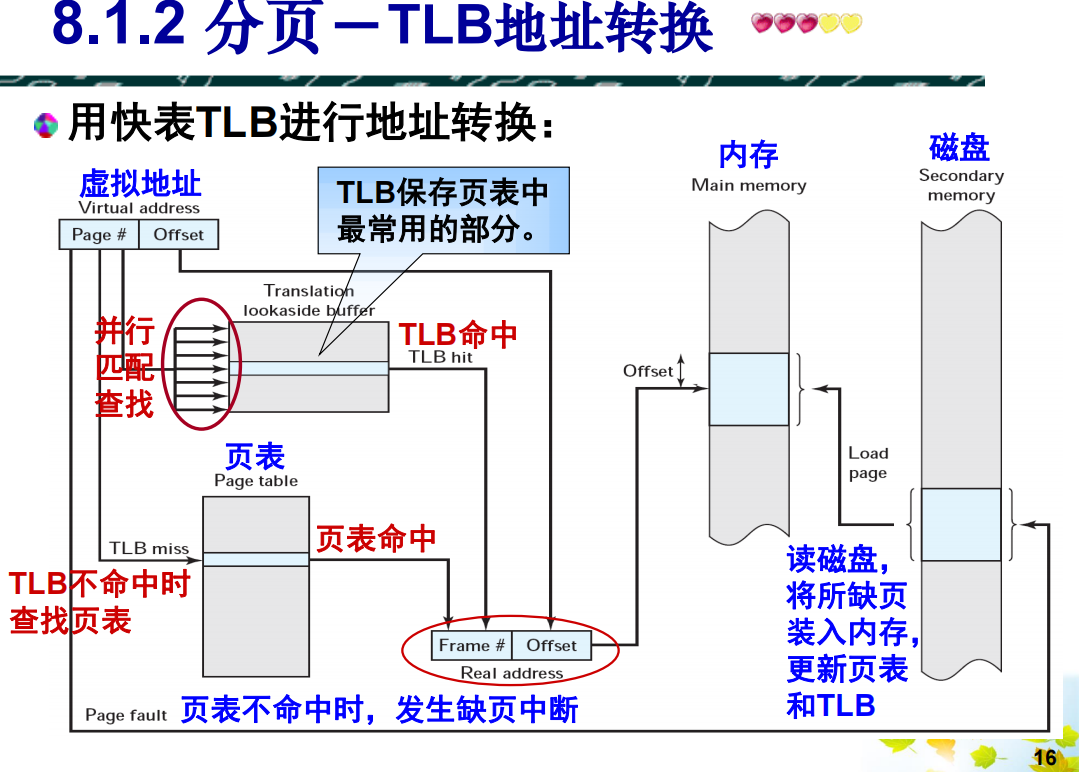 8.1.2 分页－TLB地址转换
用快表TLB进行地址转换：
内存
Main memory
磁盘
Secondary
memory
虚拟地址
Virtual address
Page #
Offset
TLB保存页表中
最常用的部分。
Translation
lookaside buffer
并行
匹配
查找
TLB命中
TLB hit
Offset
页表
Page table
Load
page
TLB miss
页表命中
TLB不命中时
查找页表
读磁盘，
将所缺页
装入内存，
更新页表
和TLB
Frame #
Offset
Real address
Page fault
页表不命中时，发生缺页中断
16